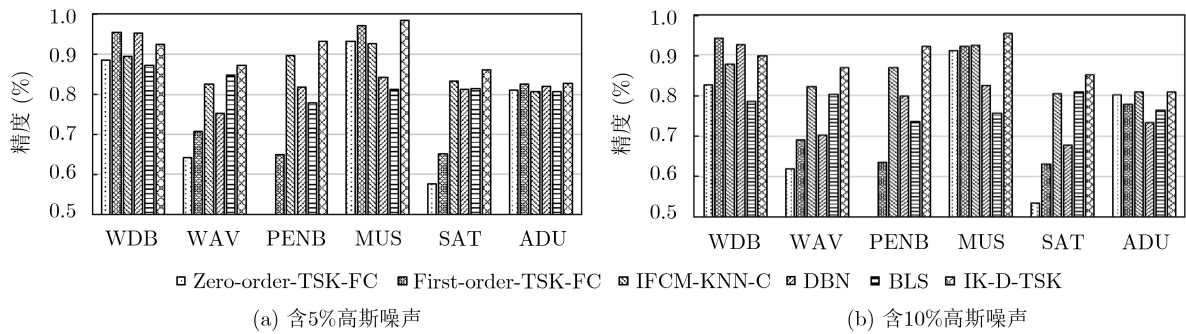 1.0
0.9
0.8
0.7
0.6
0.5
精度 (%)
WDB WAV PENB MUS SAT ADU
1.0
0.9
0.8
0.7
0.6
0.5
精度 (%)
WDB WAV PENB MUS SAT ADU
Zero-order-TSK-FC First-order-TSK-FC IFCM-KNN-C DBN BLS IK-D-TSK
(a) 含5%高斯噪声
(b) 含10%高斯噪声